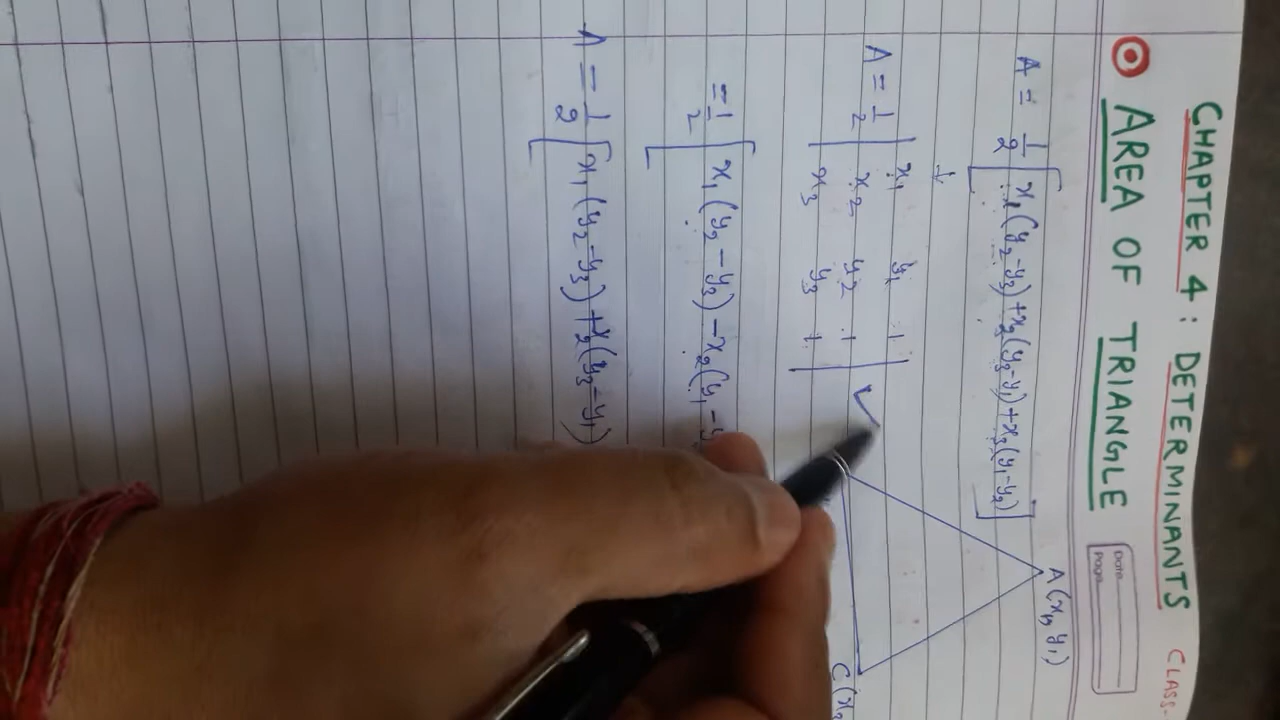 CHAPTER 4 : DETERMINANTS CLASS-
AREA OF TRIANGLE
Date
Page
A = 1/2 [x₁(y₂-y₃)+x₂(y₃-y₁)+x₃(y₁-y₂)]
A(x₁, y₁)
↓
A = 1/2 | x₁ y₁ 1
x₂ y₂ 1
x₃ y₃ 1 | ✓
C(x₃
= 1/2 [x₁(y₂-y₃)-x₂(y₁-y
A = 1/2 [x₁(y₂-y₃)+x₂(y₃-y₁)